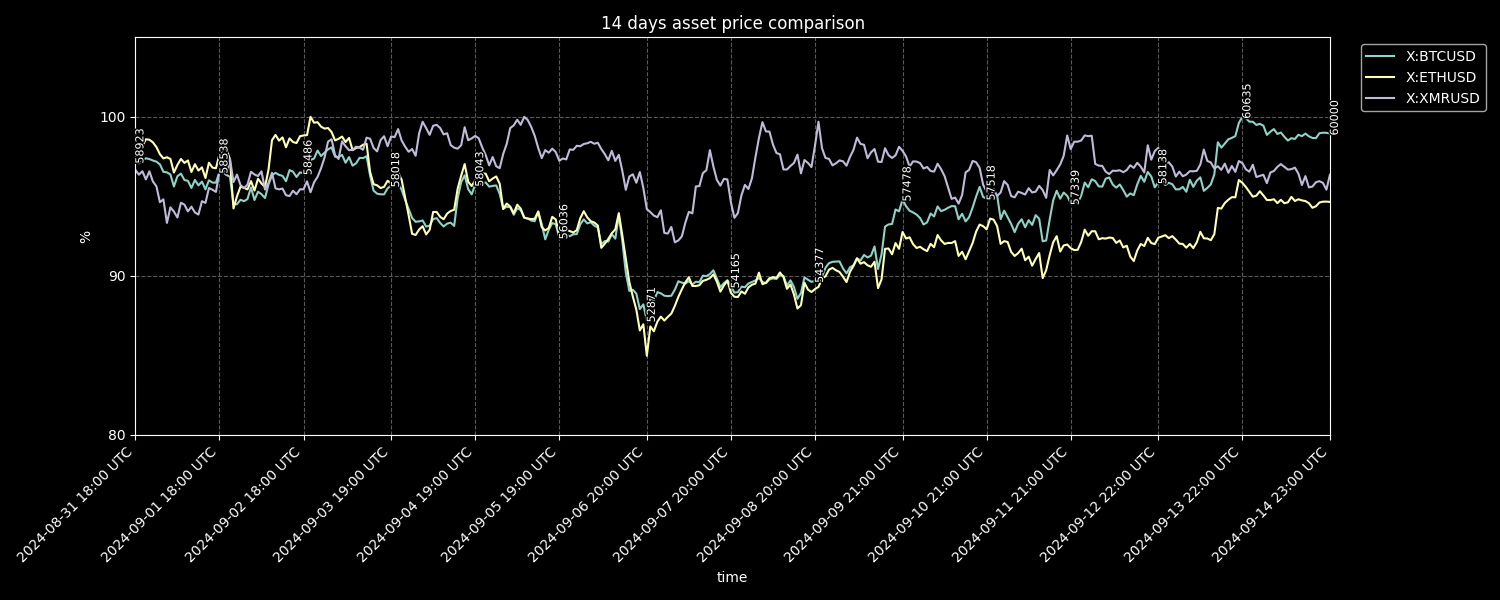 14 days asset price comparison
X:BTCUSD
X:ETHUSD
X:XMRUSD
100
90
80
%
58923
58538
58486
58018
58043
56036
52871
54165
54377
57478
57518
57339
58138
60635
60000
2024-08-31 18:00 UTC
2024-09-01 18:00 UTC
2024-09-02 18:00 UTC
2024-09-03 19:00 UTC
2024-09-04 19:00 UTC
2024-09-05 19:00 UTC
2024-09-06 20:00 UTC
2024-09-07 20:00 UTC
2024-09-08 20:00 UTC
2024-09-09 21:00 UTC
2024-09-10 21:00 UTC
2024-09-11 21:00 UTC
2024-09-12 22:00 UTC
2024-09-13 22:00 UTC
2024-09-14 23:00 UTC
time